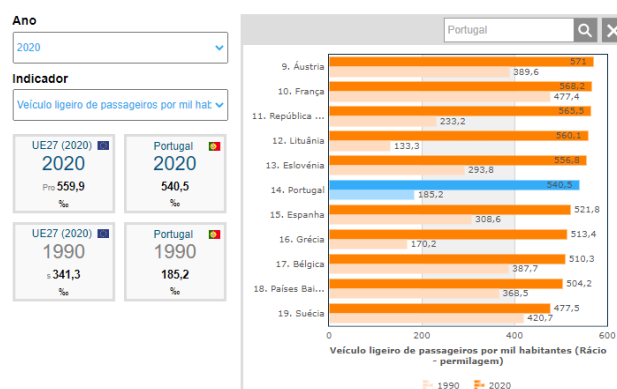 Ano
2020
Indicador
Veículo ligeiro de passageiros por mil hab
UE27 (2020)
2020
Pro 559,9
‰
Portugal
2020
540,5
‰
UE27 (2020)
1990
s 341,3
‰
Portugal
1990
185,2
‰
Portugal
9. Áustria
571
389,6
10. França
568,2
477,4
11. República ...
565,5
233,2
12. Lituânia
560,1
133,3
13. Eslovénia
556,8
293,8
14. Portugal
540,5
185,2
15. Espanha
521,8
308,6
16. Grécia
513,4
170,2
17. Bélgica
510,3
387,7
18. Países Bai...
504,2
368,5
19. Suécia
477,5
420,7
0 200 400 600
Veículo ligeiro de passageiros por mil habitantes (Rácio
- permilagem)
1990 2020